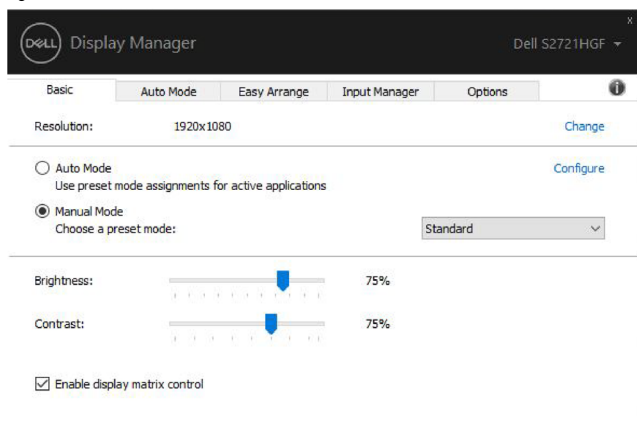 x
DELL Display Manager Dell S2721HGF
Basic Auto Mode Easy Arrange Input Manager Options
Resolution: 1920x1080 Change
Auto Mode Configure
Use preset mode assignments for active applications
Manual Mode
Choose a preset mode: Standard
Brightness: 75%
Contrast: 75%
Enable display matrix control